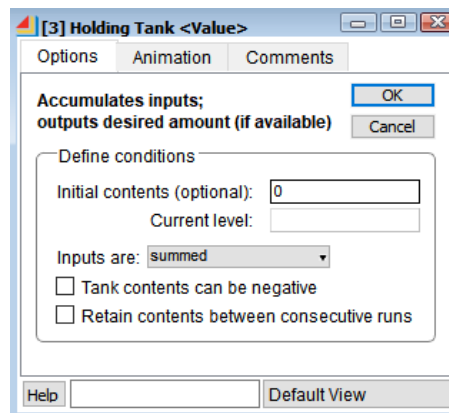 [3] Holding Tank <Value>
Options Animation Comments
Accumulates inputs;
outputs desired amount (if available)
OK
Cancel
Define conditions
Initial contents (optional): 0
Current level:
Inputs are: summed
Tank contents can be negative
Retain contents between consecutive runs
Help Default View